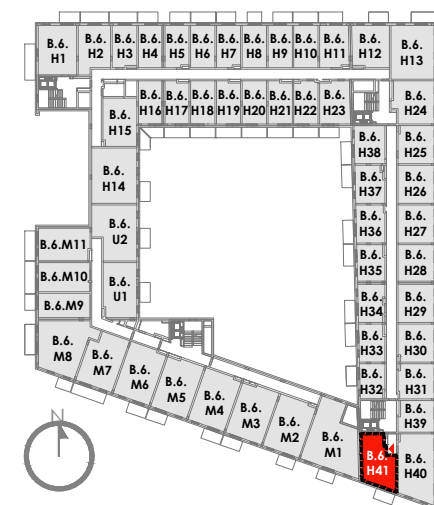 B.6. B.6. B.6. B.6. B.6. B.6. B.6. B.6. B.6. B.6. B.6. B.6. B.6.
H1 H2 H3 H4 H5 H6 H7 H8 H9 H10 H11 H12 H13
B.6. B.6. B.6. B.6. B.6. B.6. B.6. B.6. B.6.
H16 H17 H18 H19 H20 H21 H22 H23 H24
B.6.
H15
B.6. B.6.
H38 H25
B.6.
H14
B.6. B.6.
H37 H26
B.6.
U2
B.6. B.6.
H36 H27
B.6.M11
B.6. B.6.
H35 H28
B.6.M10
B.6.
U1
B.6. B.6.
H34 H29
B.6.M9
B.6.
M8
B.6.
M7
B.6.
M6
B.6.
M5
B.6.
M4
B.6.
M3
B.6.
M2
B.6.
M1
B.6. B.6.
H33 H30
B.6. B.6.
H32 H31
B.6.
H39
B.6.
H41
B.6.
H40
N